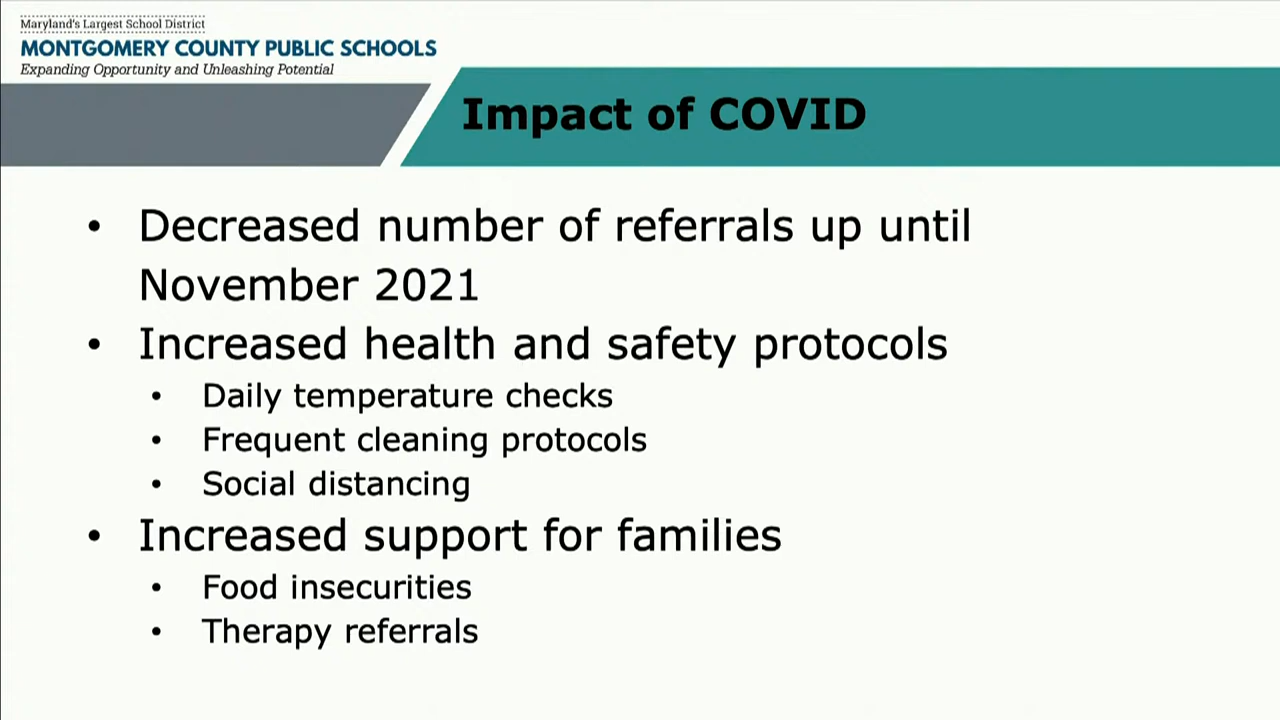 Maryland's Largest School District
MONTGOMERY COUNTY PUBLIC SCHOOLS
Expanding Opportunity and Unleashing Potential
Impact of COVID
• Decreased number of referrals up until
November 2021
• Increased health and safety protocols
• Daily temperature checks
• Frequent cleaning protocols
• Social distancing
• Increased support for families
• Food insecurities
• Therapy referrals